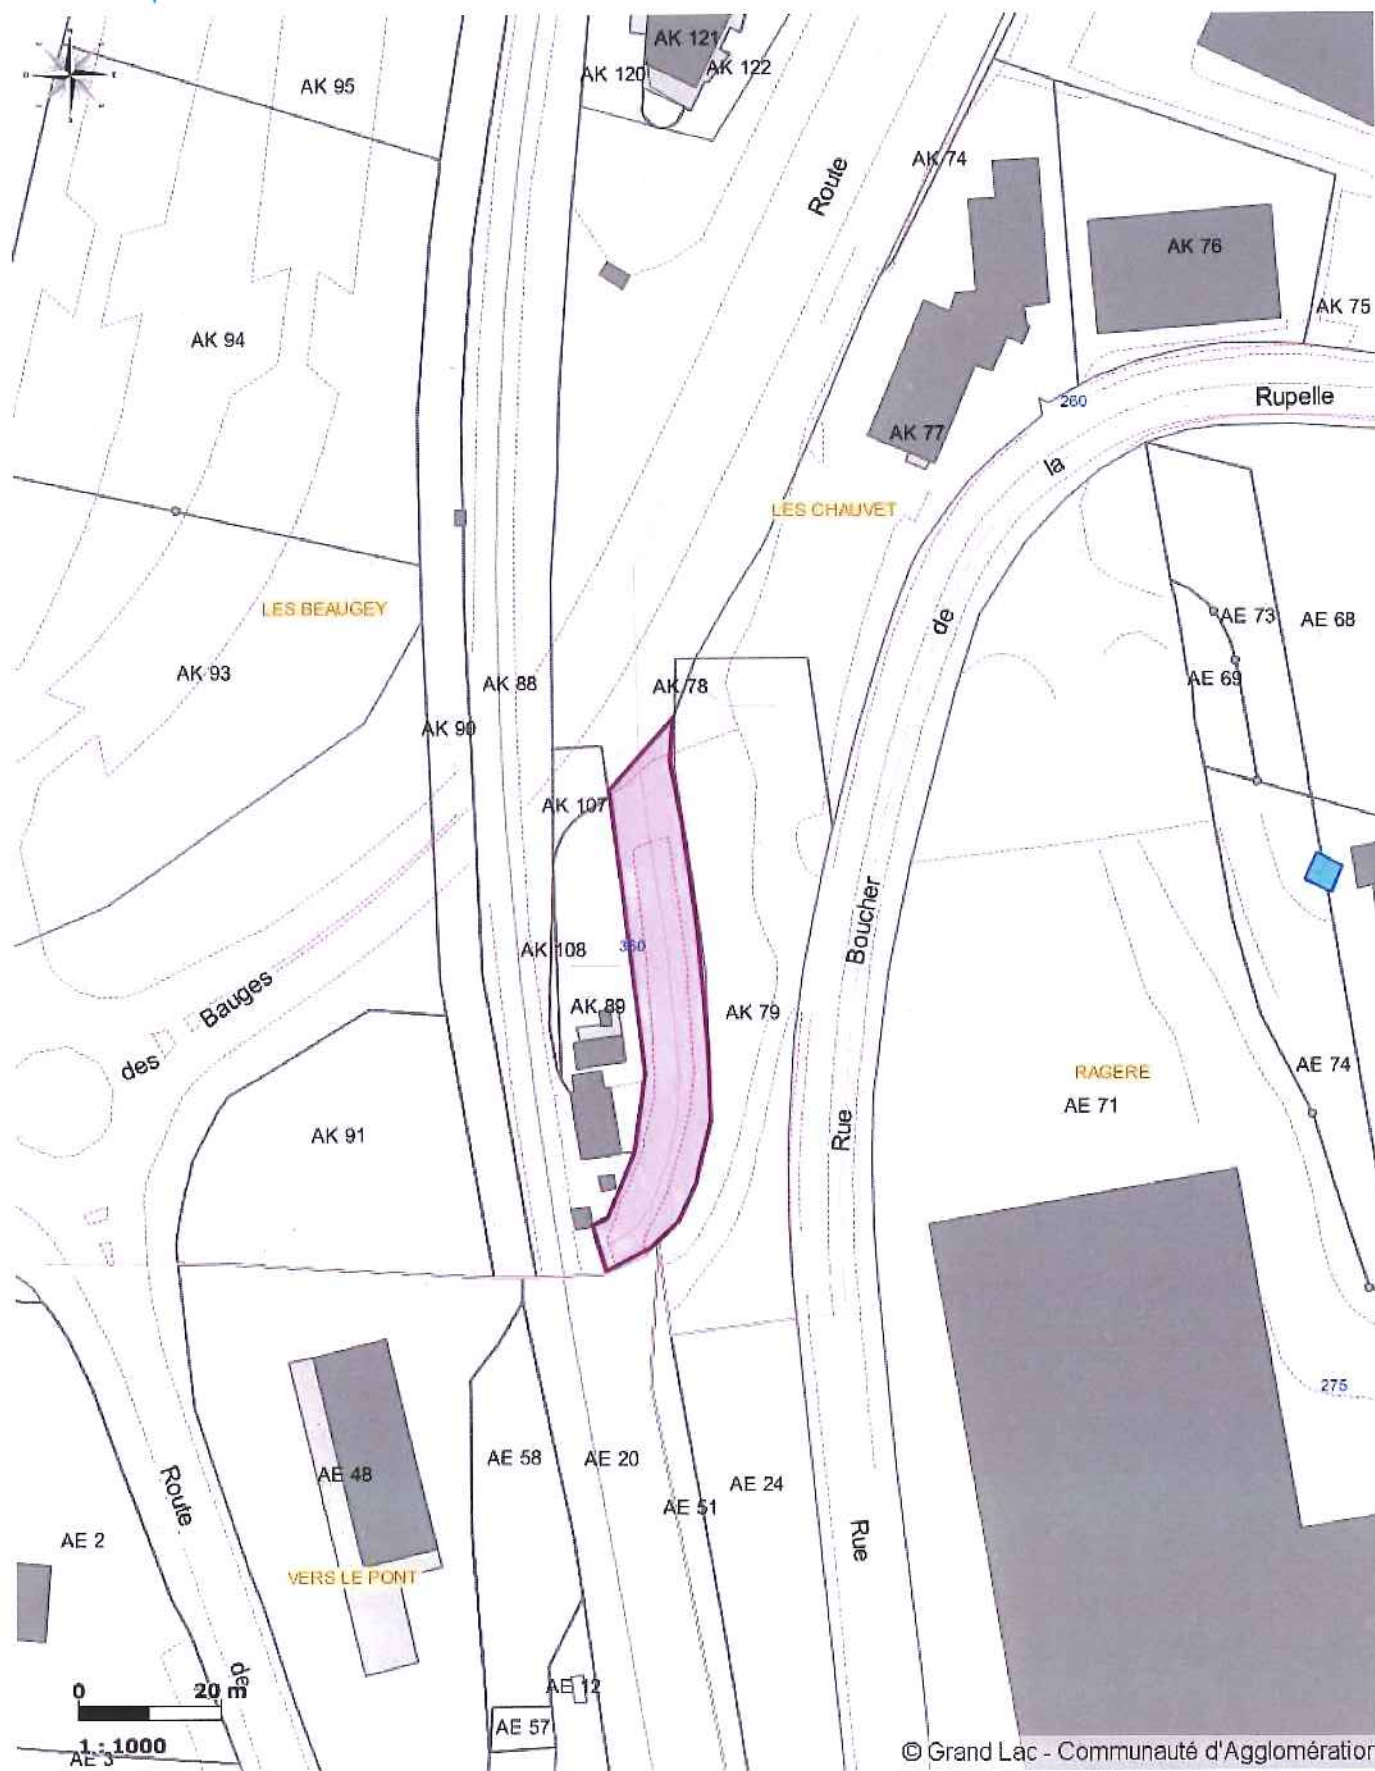 AK 121
AK 120
AK 122
AK 95
AK 74
Route
AK 76
AK 75
AK 94
260
Rupelle
AK 77
la
LES CHAUVET
LES BEAUGEY
de
AE 73
AE 68
AK 93
AK 88
AK 78
AE 69
AK 90
AK 107
Boucher
AK 108
360
Bauges
AK 89
AK 79
des
AE 74
RAGERE
AE 71
AK 91
Rue
275
AE 58
AE 20
AE 48
AE 24
Route
AE 51
AE 2
Rue
VERS LE PONT
de
AE 12
0 20 m
AE 57
1 : 1000
AE 3
© Grand Lac - Communauté d'Agglomération